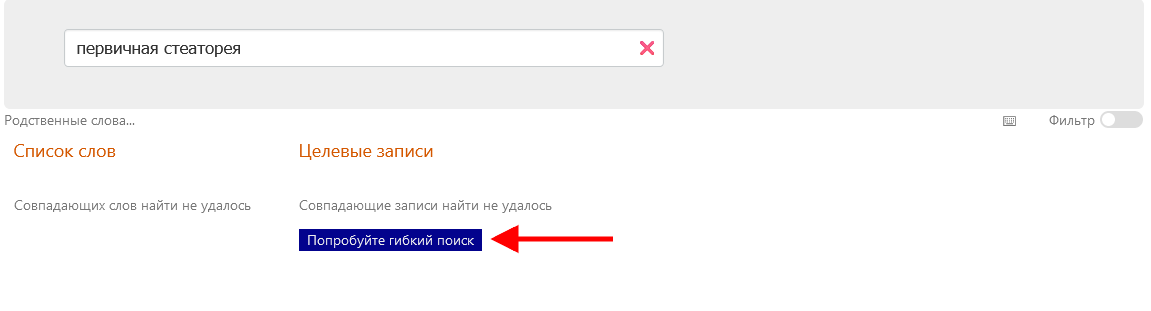 первичная стеаторея
Родственные слова...
Фильтр
Список слов
Целевые записи
Совпадающих слов найти не удалось
Совпадающие записи найти не удалось
Попробуйте гибкий поиск